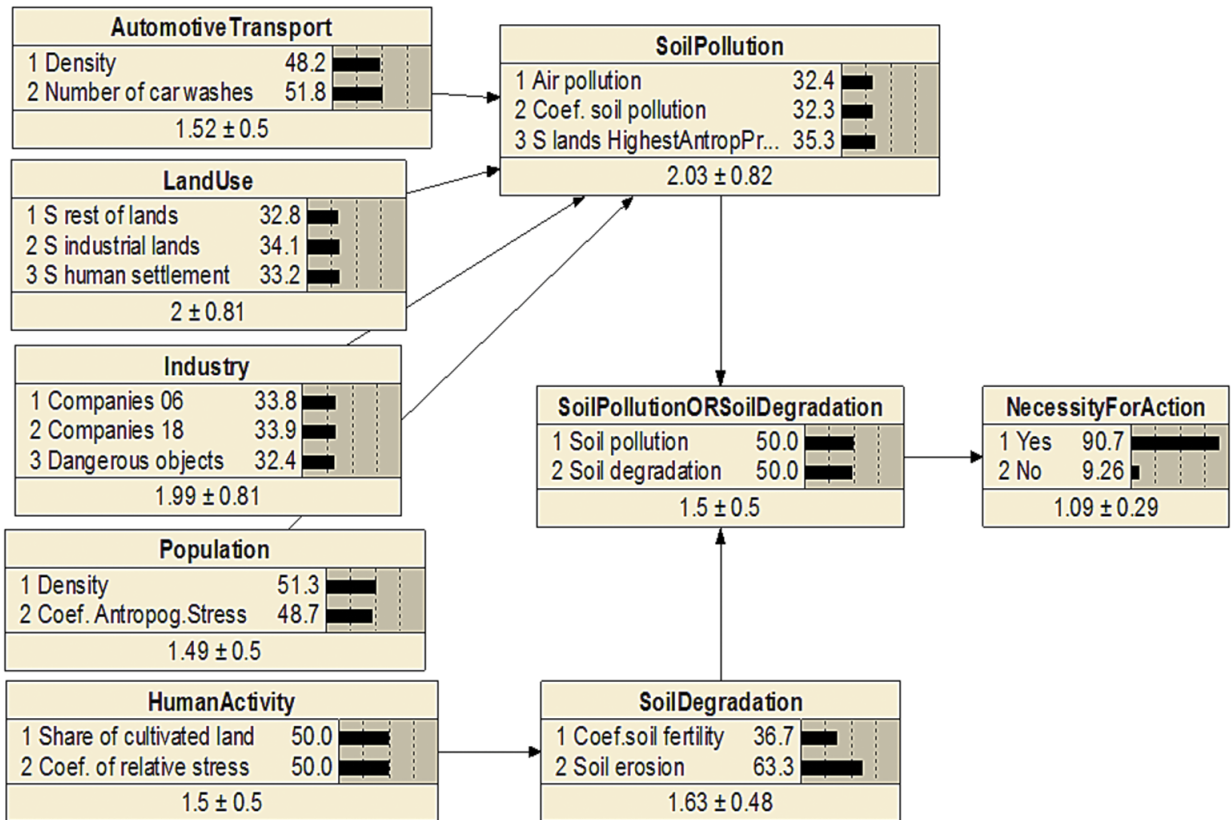 AutomotiveTransport
1 Density 48.2
2 Number of car washes 51.8
1.52 ± 0.5
LandUse
1 S rest of lands 32.8
2 S industrial lands 34.1
3 S human settlement 33.2
2 ± 0.81
Industry
1 Companies 06 33.8
2 Companies 18 33.9
3 Dangerous objects 32.4
1.99 ± 0.81
Population
1 Density 51.3
2 Coef. Antropog.Stress 48.7
1.49 ± 0.5
HumanActivity
1 Share of cultivated land 50.0
2 Coef. of relative stress 50.0
1.5 ± 0.5
SoilPollution
1 Air pollution 32.4
2 Coef. soil pollution 32.3
3 S lands HighestAntropPr... 35.3
2.03 ± 0.82
SoilPollutionORSoilDegradation
1 Soil pollution 50.0
2 Soil degradation 50.0
1.5 ± 0.5
SoilDegradation
1 Coef.soil fertility 36.7
2 Soil erosion 63.3
1.63 ± 0.48
NecessityForAction
1 Yes 90.7
2 No 9.26
1.09 ± 0.29